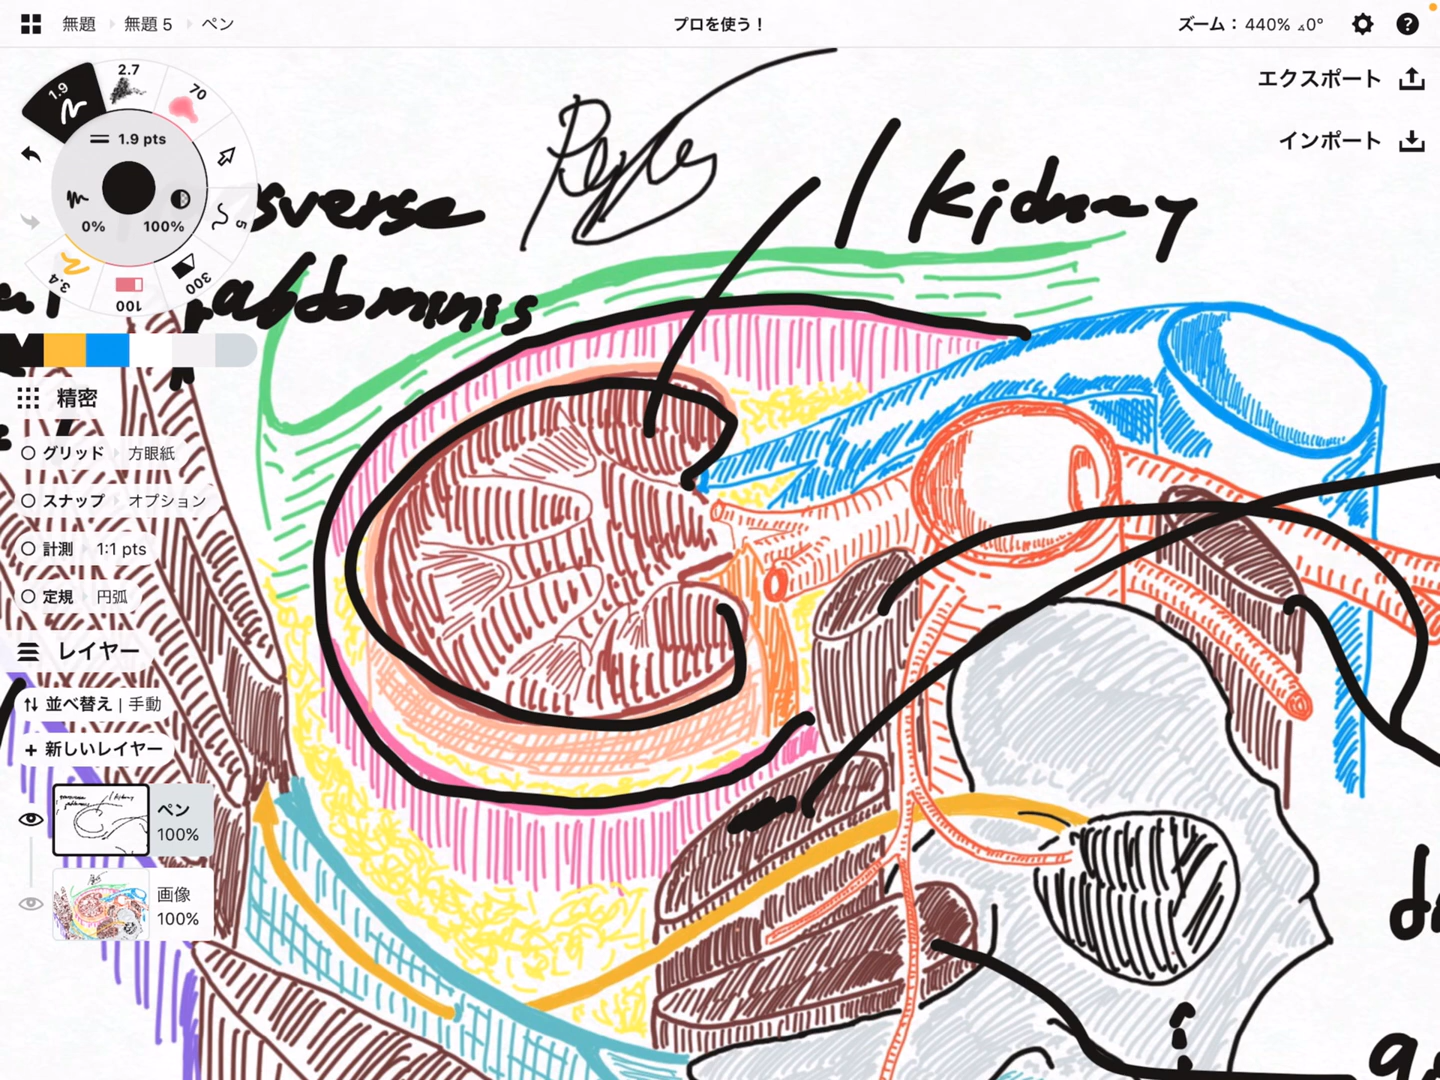 無題 無題 5 ペン
プロを使う！
ズーム： 440% ⦟0°
エクスポート
インポート
1.9
2.7
70
1.9 pts
0% 100%
5
300
100
3.4
kidney
abdominis
精密
グリッド 方眼紙
スナップ オプション
計測 1:1 pts
定規 円弧
レイヤー
並べ替え | 手動
+ 新しいレイヤー
ペン
100%
画像
100%